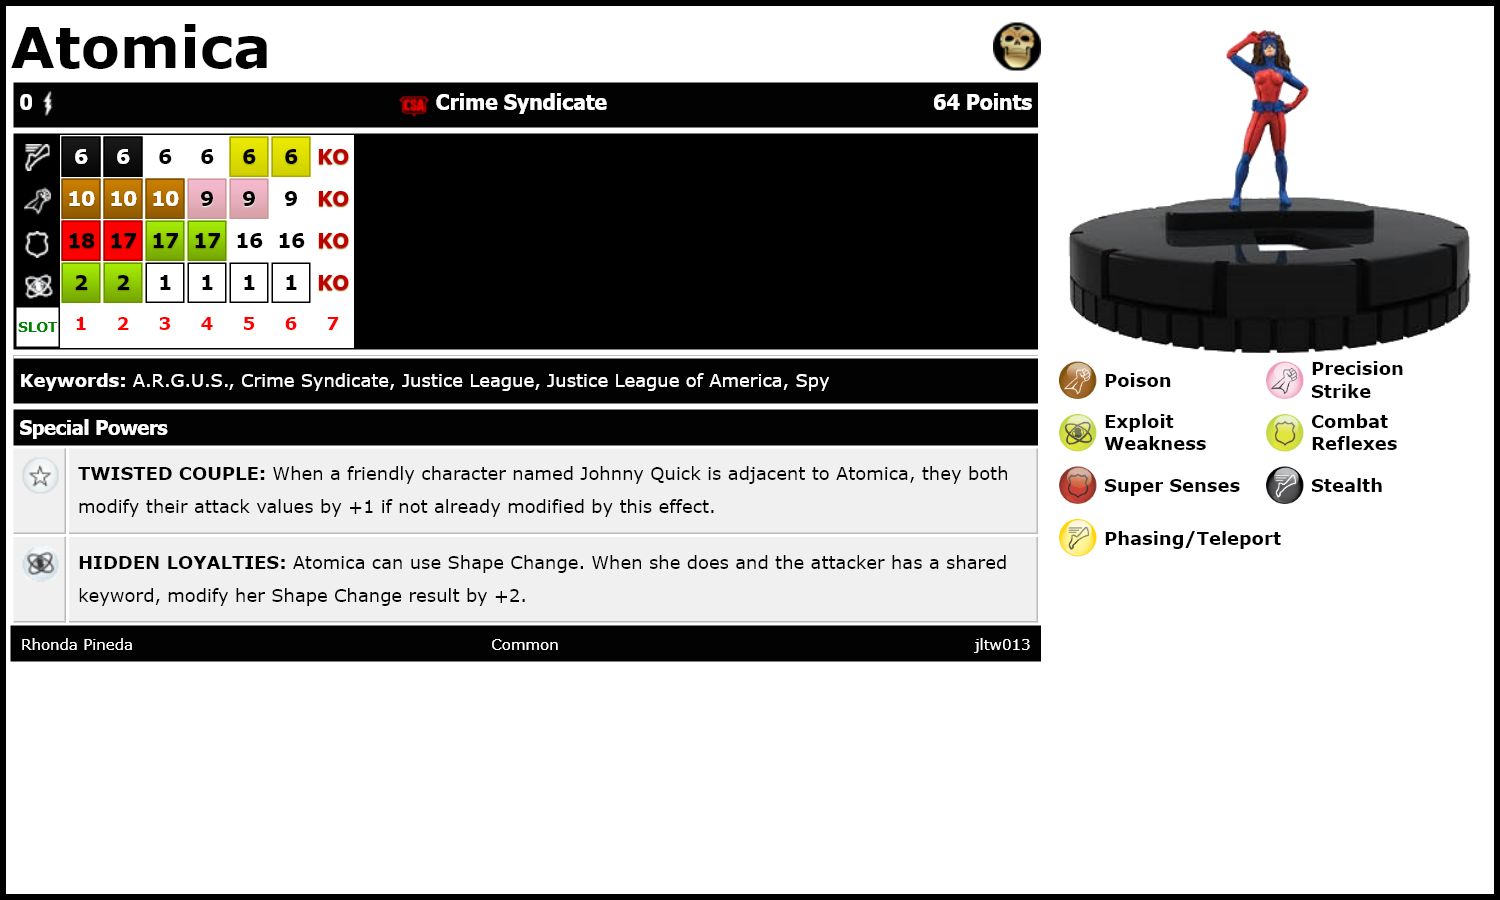 Atomica
0 CSA Crime Syndicate 64 Points
6 6 6 6 6 6 KO
10 10 10 9 9 9 KO
18 17 17 17 16 16 KO
2 2 1 1 1 1 KO
SLOT 1 2 3 4 5 6 7
Keywords: A.R.G.U.S., Crime Syndicate, Justice League, Justice League of America, Spy
Special Powers
TWISTED COUPLE: When a friendly character named Johnny Quick is adjacent to Atomica, they both
modify their attack values by +1 if not already modified by this effect.
HIDDEN LOYALTIES: Atomica can use Shape Change. When she does and the attacker has a shared
keyword, modify her Shape Change result by +2.
Rhonda Pineda Common jltw013
Poison
Precision
Strike
Exploit
Weakness
Combat
Reflexes
Super Senses
Stealth
Phasing/Teleport